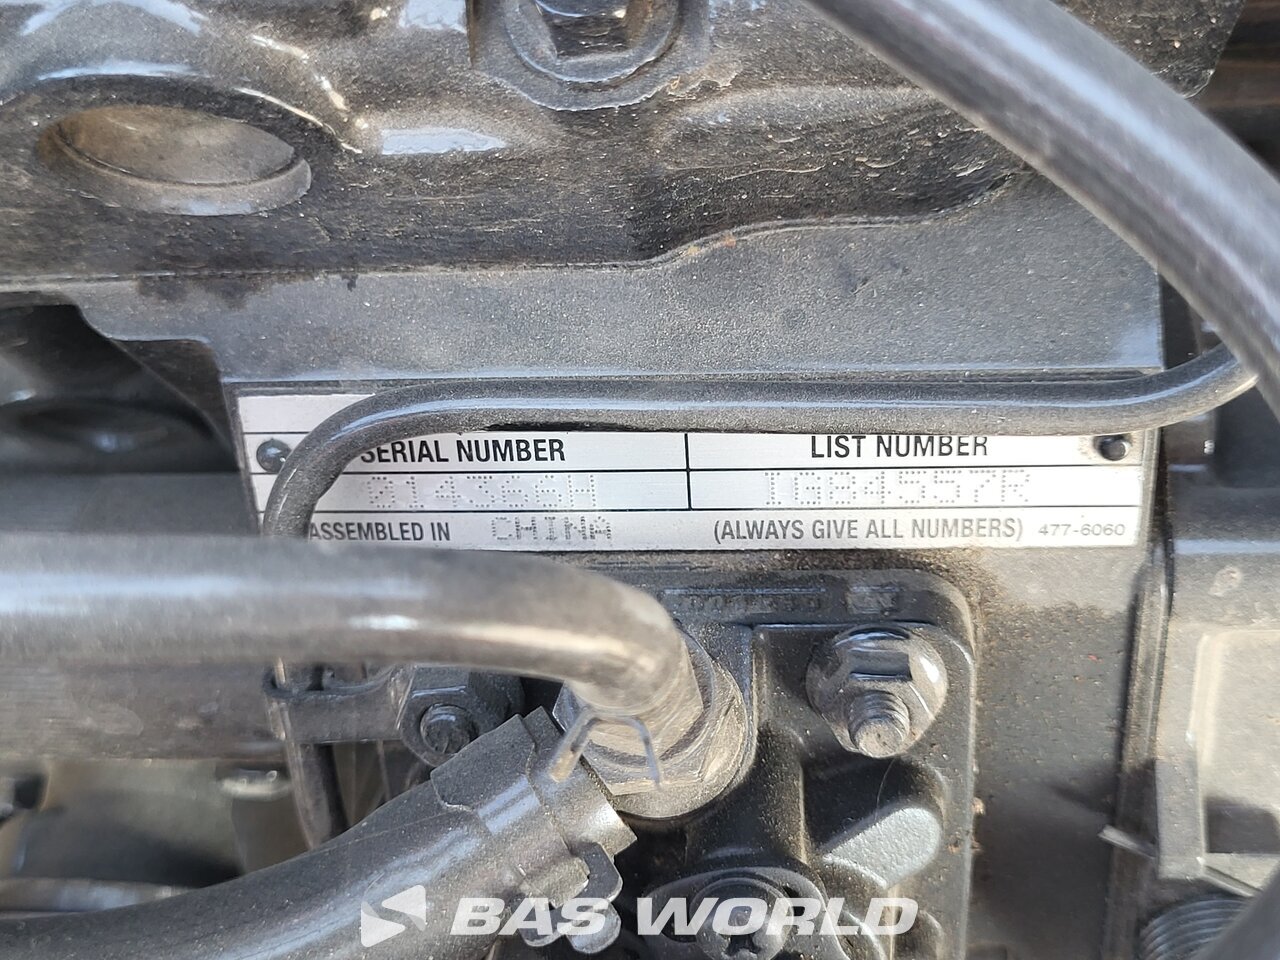 SERIAL NUMBER LIST NUMBER
014366H IG84557R
ASSEMBLED IN CHINA (ALWAYS GIVE ALL NUMBERS) 477-6060
BAS WORLD